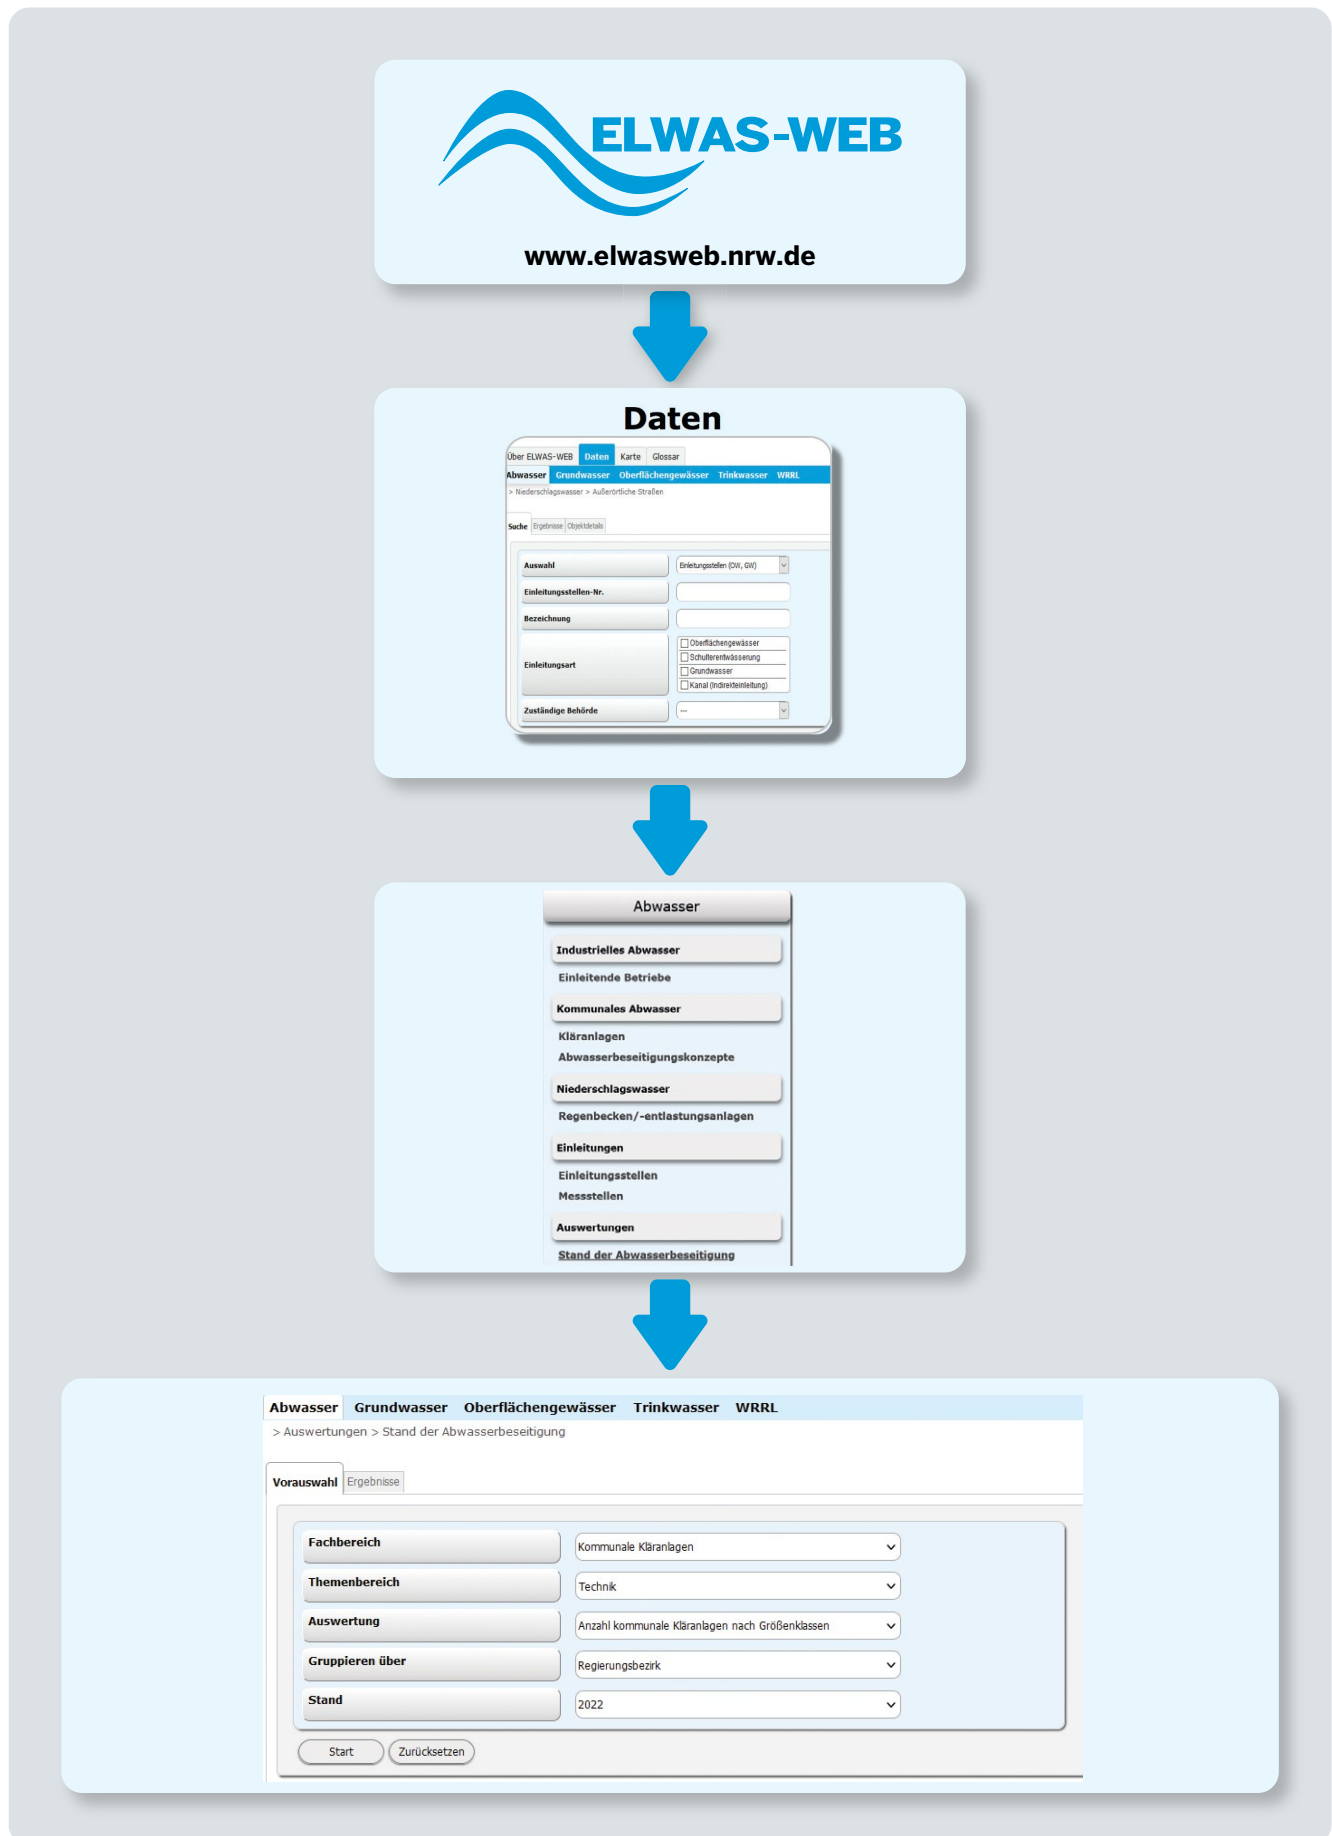 ELWAS-WEB
www.elwasweb.nrw.de
Daten
Über ELWAS-WEB Daten Karte Glossar
Abwasser Grundwasser Oberflächengewässer Trinkwasser WRRL
> Niederschlagswasser > Außerörtliche Straßen
Suche Ergebnisse Objektdetails
Auswahl Einleitungsstellen (OW, GW)
Einleitungsstellen-Nr.
Bezeichnung
Einleitungsart
Oberflächengewässer
Schulterentwässerung
Grundwasser
Kanal (Indirekteinleitung)
Zuständige Behörde ---
Abwasser
Industrielles Abwasser
Einleitende Betriebe
Kommunales Abwasser
Kläranlagen
Abwasserbeseitigungskonzepte
Niederschlagswasser
Regenbecken/-entlastungsanlagen
Einleitungen
Einleitungsstellen
Messstellen
Auswertungen
Stand der Abwasserbeseitigung
Abwasser Grundwasser Oberflächengewässer Trinkwasser WRRL
> Auswertungen > Stand der Abwasserbeseitigung
Vorauswahl Ergebnisse
Fachbereich Kommunale Kläranlagen
Themenbereich Technik
Auswertung Anzahl kommunale Kläranlagen nach Größenklassen
Gruppieren über Regierungsbezirk
Stand 2022
Start Zurücksetzen